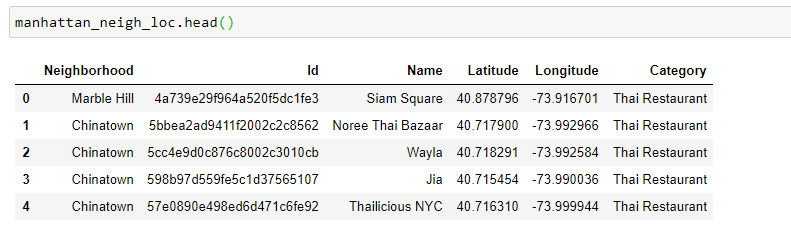 manhattan_neigh_loc.head()
Neighborhood Id Name Latitude Longitude Category
0 Marble Hill 4a739e29f964a520f5dc1fe3 Siam Square 40.878796 -73.916701 Thai Restaurant
1 Chinatown 5bbea2ad9411f2002c2c8562 Noree Thai Bazaar 40.717900 -73.992966 Thai Restaurant
2 Chinatown 5cc4e9d0c876c8002c3010cb Wayla 40.718291 -73.992584 Thai Restaurant
3 Chinatown 598b97d559fe5c1d37565107 Jia 40.715454 -73.990036 Thai Restaurant
4 Chinatown 57e0890e498ed6d471c6fe92 Thailicious NYC 40.716310 -73.999944 Thai Restaurant